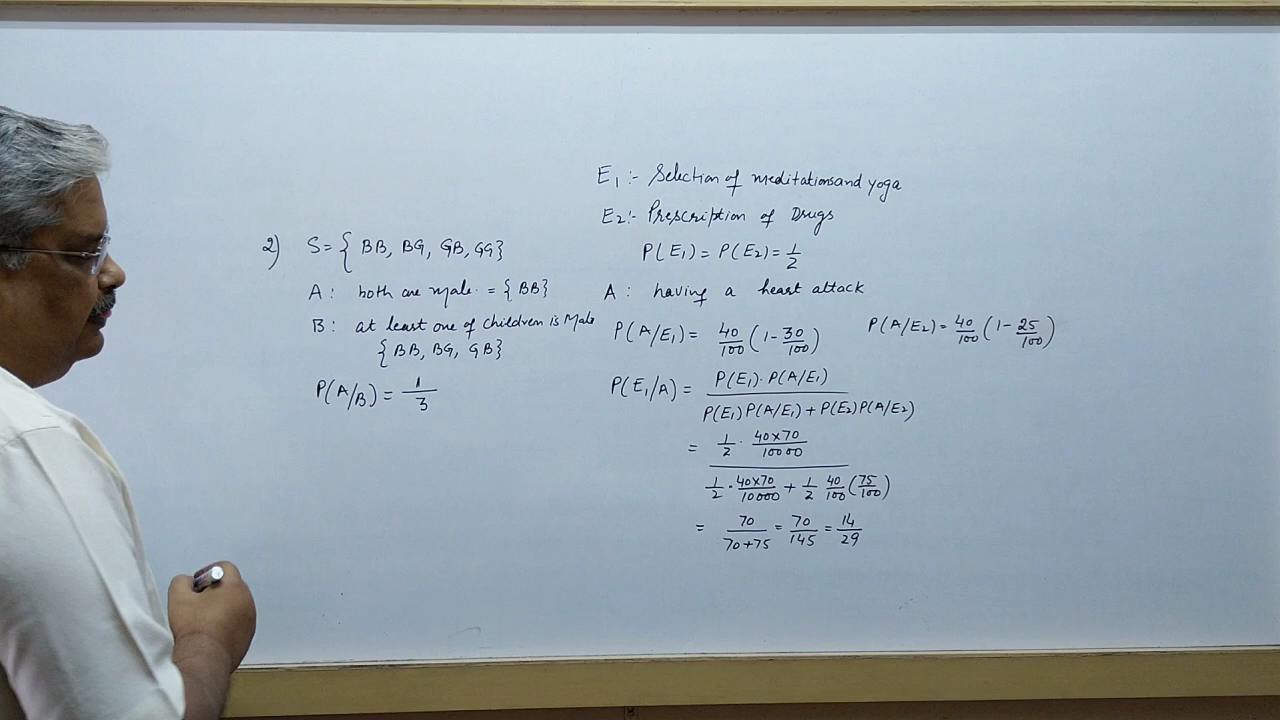 2) S = { BB, BG, GB, GG}
A : both are male = { BB}
B : at least one of children is Male
{ BB, BG, GB}
P(A/B) = 1/3
E1 :- Selection of meditations and yoga
E2 :- Prescription of Drugs
P(E1) = P(E2) = 1/2
A : having a heart attack
P(A/E1) = 40/100 (1 - 30/100)
P(A/E2) = 40/100 (1 - 25/100)
P(E1/A) = P(E1) . P(A/E1) / P(E1) P(A/E1) + P(E2) P(A/E2)
= 1/2 . 40x70/10000 / 1/2 . 40x70/10000 + 1/2 40/100 (75/100)
= 70/70+75 = 70/145 = 14/29